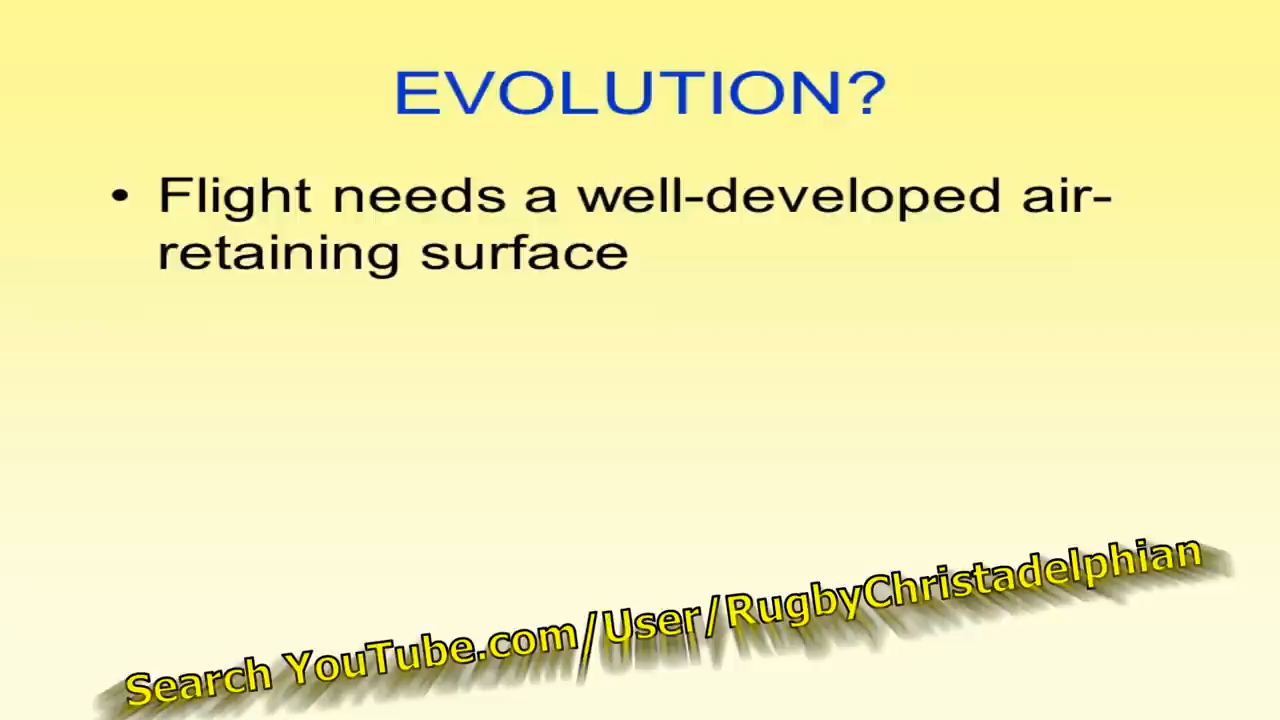 EVOLUTION?
• Flight needs a well-developed air-
retaining surface
Search YouTube.com/User/RugbyChristadelphian